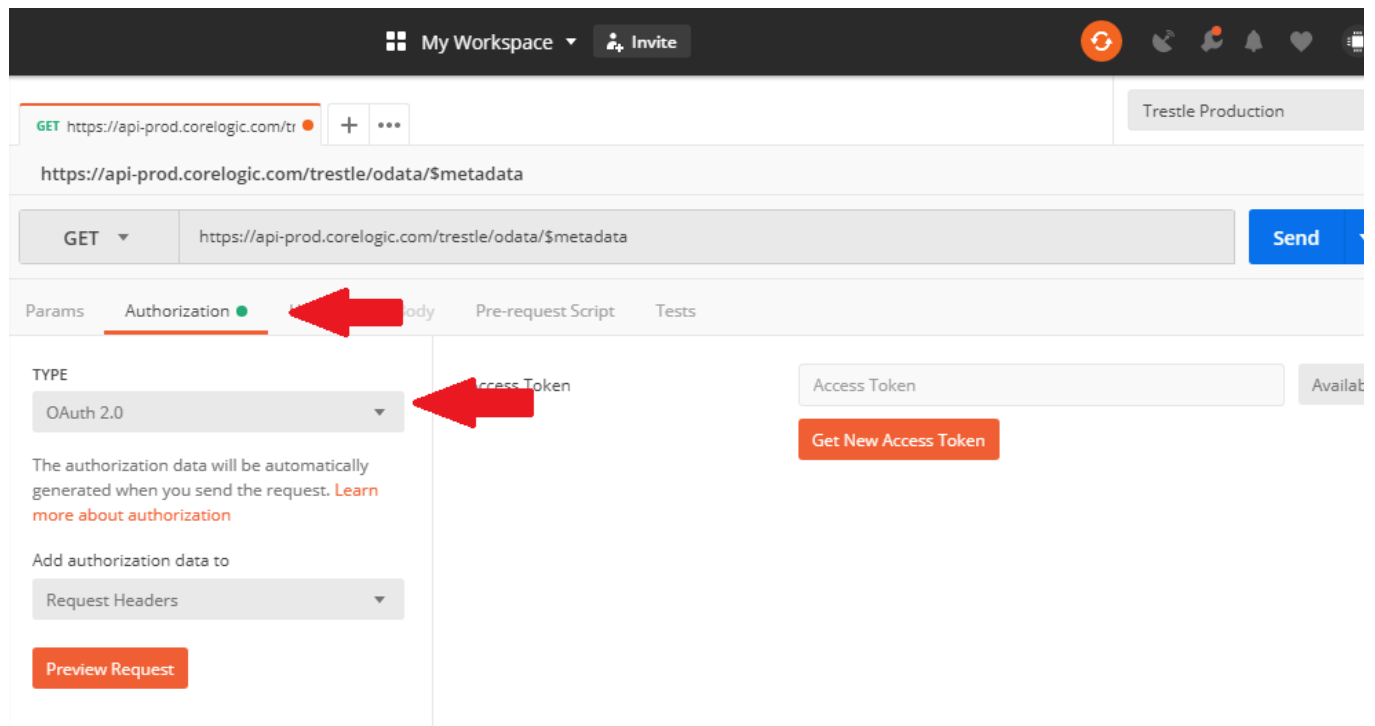 My Workspace
Invite
GET https://api-prod.corelogic.com/tr
Trestle Production
https://api-prod.corelogic.com/trestle/odata/$metadata
GET
https://api-prod.corelogic.com/trestle/odata/$metadata
Send
Params
Authorization
Pre-request Script
Tests
TYPE
OAuth 2.0
The authorization data will be automatically
generated when you send the request. Learn
more about authorization
Add authorization data to
Request Headers
Preview Request
Access Token
Access Token
Availab
Get New Access Token